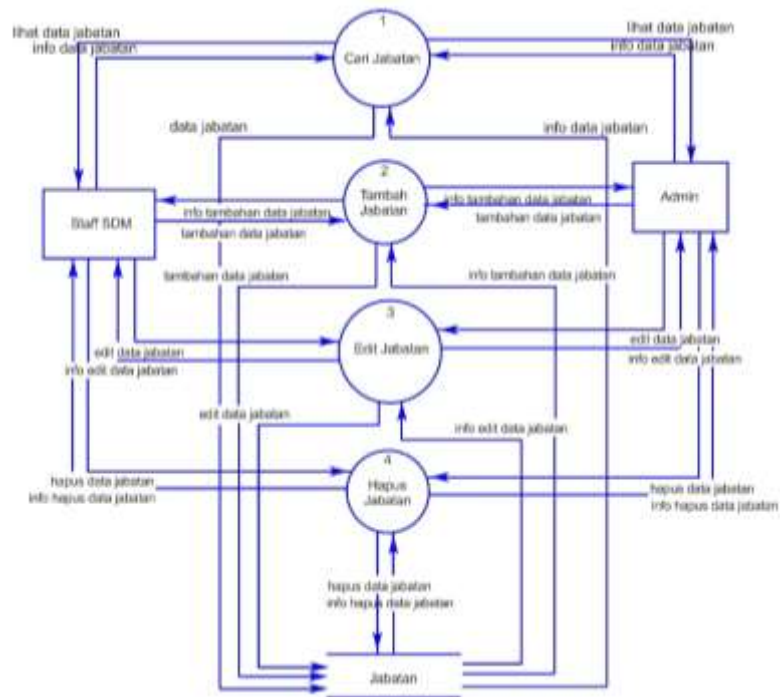 1
lihat data jabatan
info data jabatan
Cari Jabatan
lihat data jabatan
info data jabatan
data jabatan
info data jabatan
2
Tambah
Jabatan
Staff SDM
info tambahan data jabatan
tambahan data jabatan
info tambahan data jabatan
tambahan data jabatan
Admin
tambahan data jabatan
info tambahan data jabatan
3
Edit Jabatan
edit data jabatan
info edit data jabatan
edit data jabatan
info edit data jabatan
edit data jabatan
info edit data jabatan
4
Hapus
Jabatan
hapus data jabatan
info hapus data jabatan
hapus data jabatan
info hapus data jabatan
hapus data jabatan
info hapus data jabatan
Jabatan